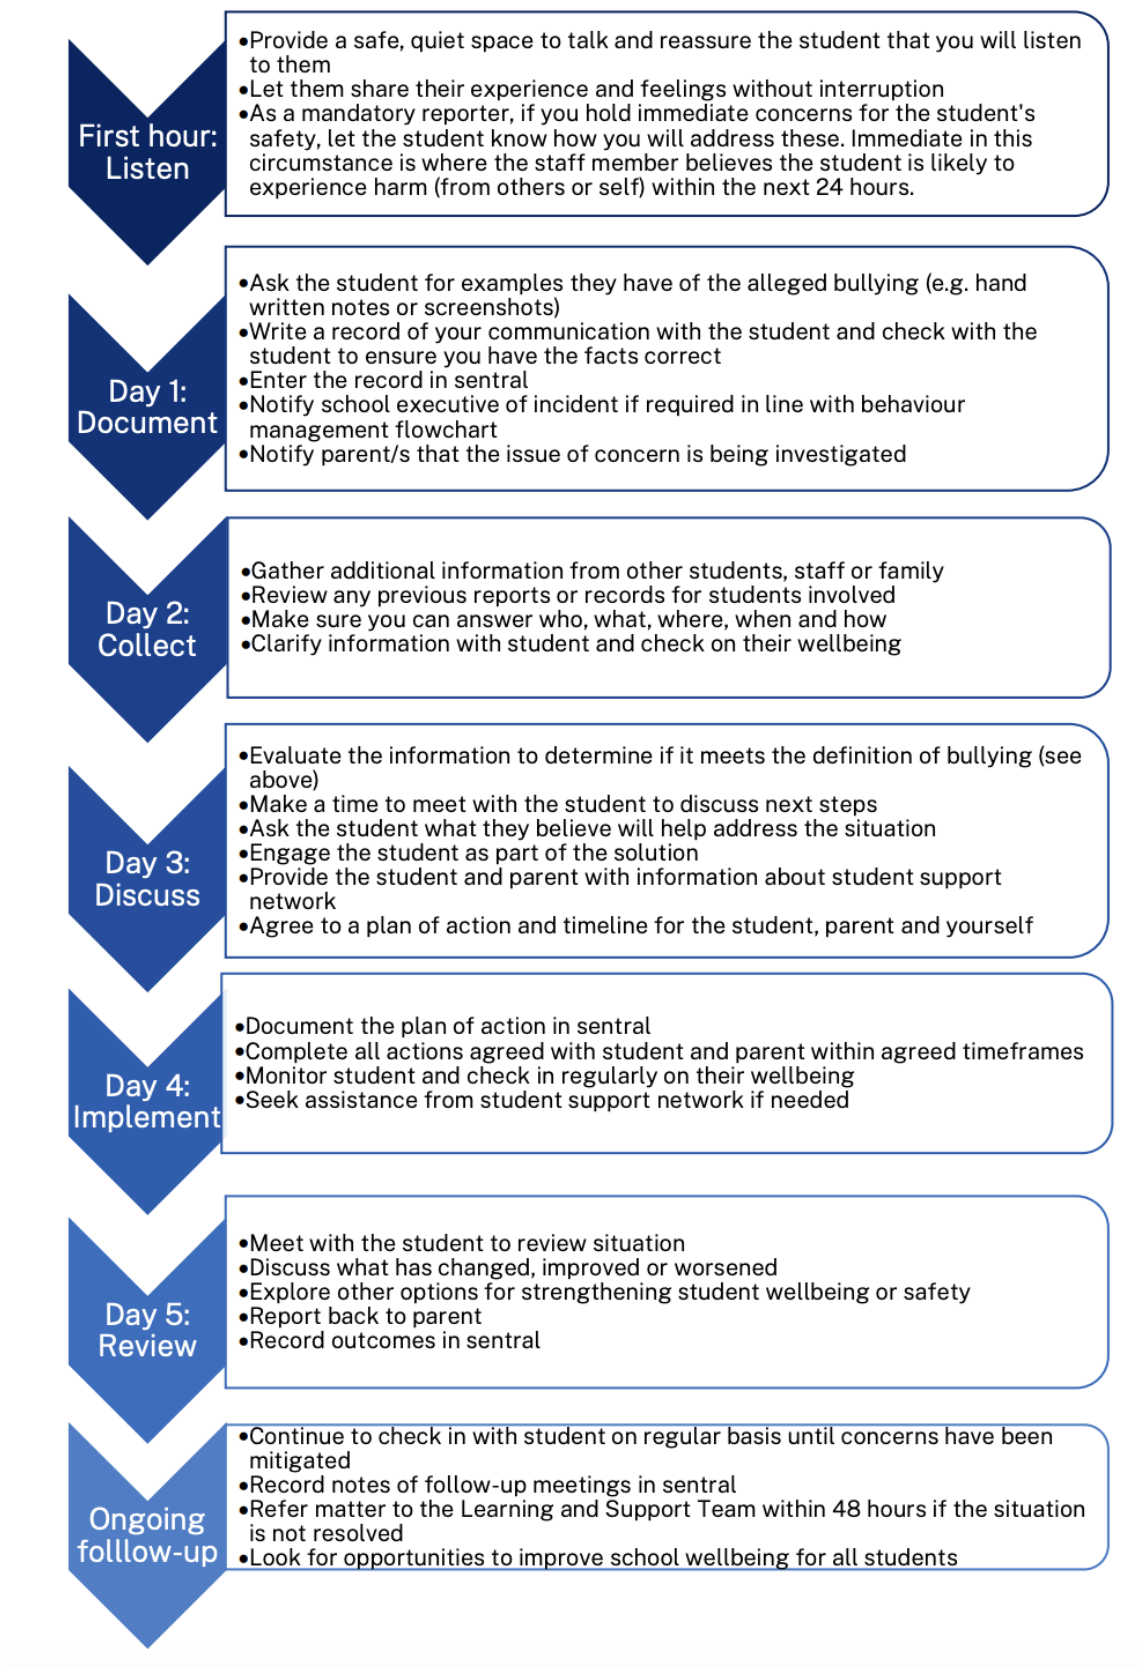 First hour:
Listen
•Provide a safe, quiet space to talk and reassure the student that you will listen
to them
•Let them share their experience and feelings without interruption
•As a mandatory reporter, if you hold immediate concerns for the student's
safety, let the student know how you will address these. Immediate in this
circumstance is where the staff member believes the student is likely to
experience harm (from others or self) within the next 24 hours.
Day 1:
Document
•Ask the student for examples they have of the alleged bullying (e.g. hand
written notes or screenshots)
•Write a record of your communication with the student and check with the
student to ensure you have the facts correct
•Enter the record in sentral
•Notify school executive of incident if required in line with behaviour
management flowchart
•Notify parent/s that the issue of concern is being investigated
Day 2:
Collect
•Gather additional information from other students, staff or family
•Review any previous reports or records for students involved
•Make sure you can answer who, what, where, when and how
•Clarify information with student and check on their wellbeing
Day 3:
Discuss
•Evaluate the information to determine if it meets the definition of bullying (see
above)
•Make a time to meet with the student to discuss next steps
•Ask the student what they believe will help address the situation
•Engage the student as part of the solution
•Provide the student and parent with information about student support
network
•Agree to a plan of action and timeline for the student, parent and yourself
Day 4:
Implement
•Document the plan of action in sentral
•Complete all actions agreed with student and parent within agreed timeframes
•Monitor student and check in regularly on their wellbeing
•Seek assistance from student support network if needed
Day 5:
Review
•Meet with the student to review situation
•Discuss what has changed, improved or worsened
•Explore other options for strengthening student wellbeing or safety
•Report back to parent
•Record outcomes in sentral
Ongoing
folllow-up
•Continue to check in with student on regular basis until concerns have been
mitigated
•Record notes of follow-up meetings in sentral
•Refer matter to the Learning and Support Team within 48 hours if the situation
is not resolved
•Look for opportunities to improve school wellbeing for all students